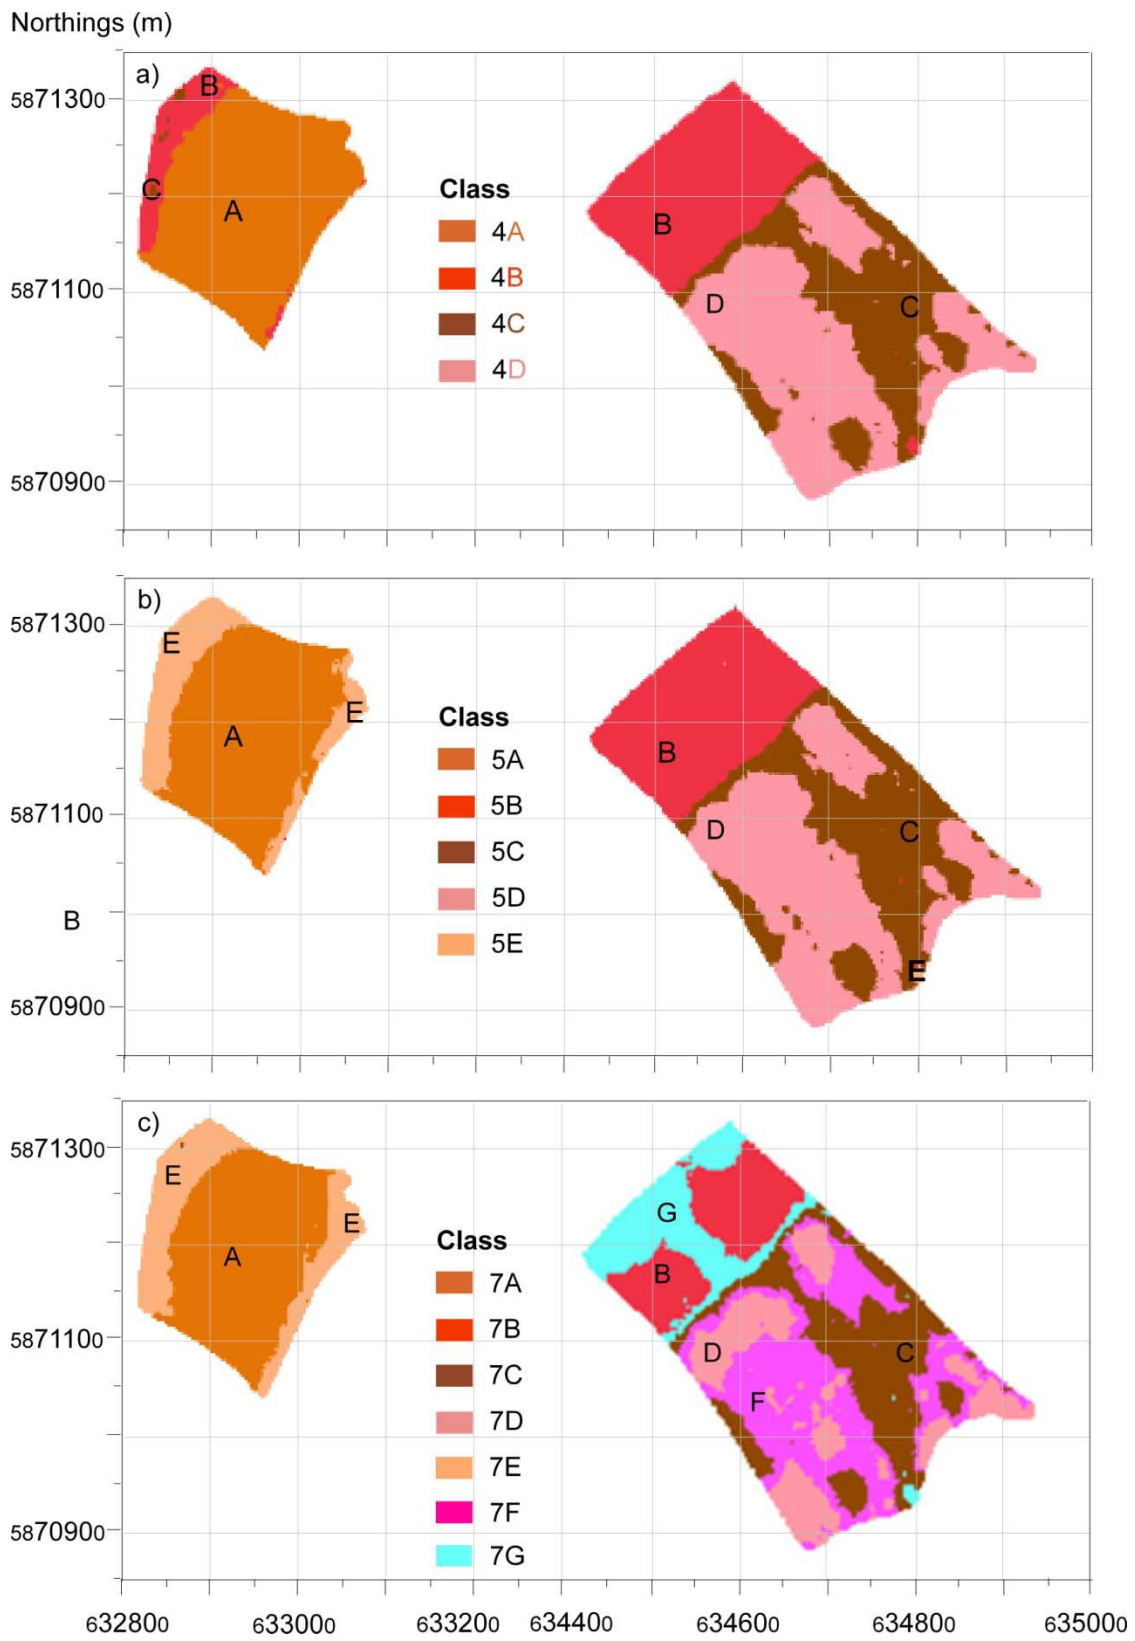 Northings (m)
a)
5871300
B
C
A
Class
4A
4B
4C
4D
B
D
C
5871100
5870900
b)
5871300
E
A
E
Class
5A
5B
5C
5D
5E
B
D
C
E
5871100
B
5870900
c)
5871300
E
A
E
Class
7A
7B
7C
7D
7E
7F
7G
G
B
D
C
F
5871100
5870900
632800 633000 633200 634400 634600 634800 635000